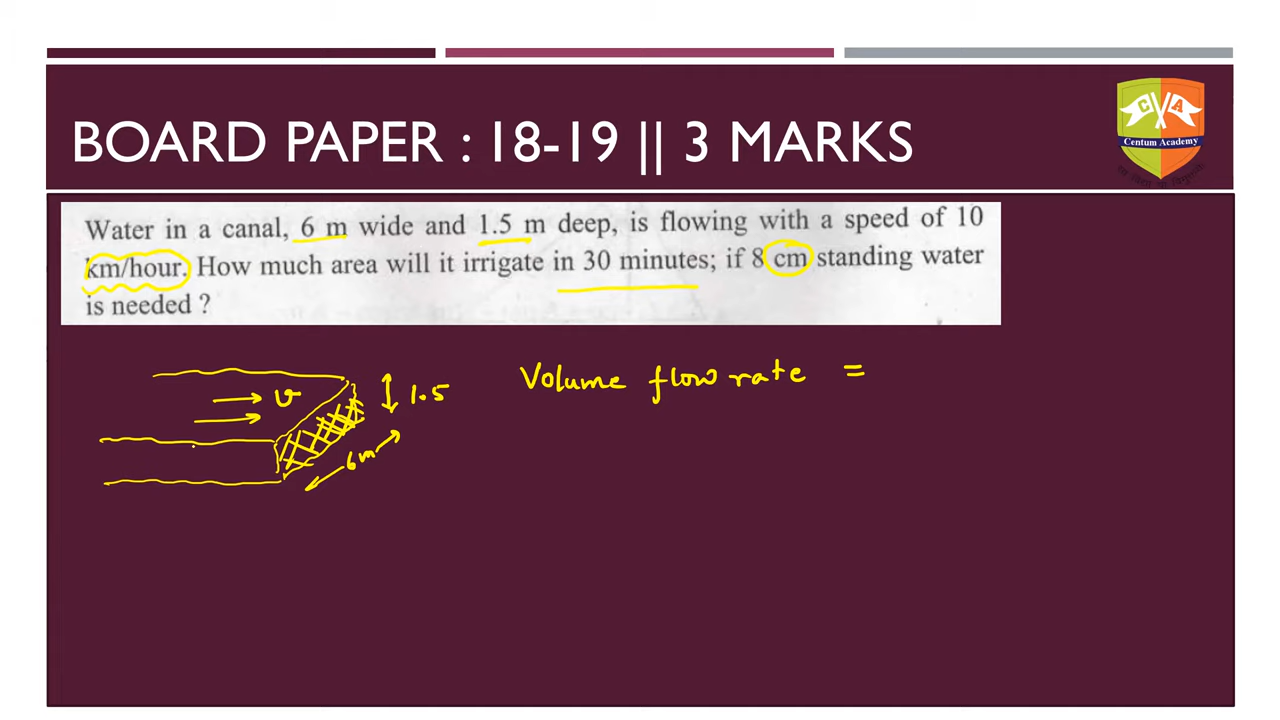 BOARD PAPER : 18-19 || 3 MARKS
C A
Centum Academy
Water in a canal, 6 m wide and 1.5 m deep, is flowing with a speed of 10
km/hour. How much area will it irrigate in 30 minutes; if 8 cm standing water
is needed ?
v
1.5
6m
Volume flow rate =